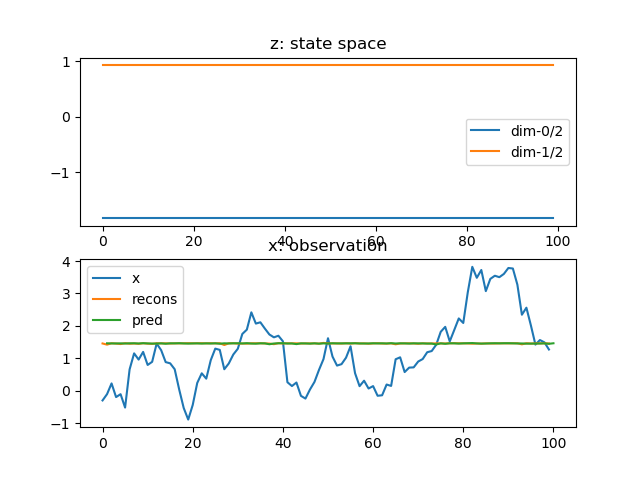 z: state space
1
0
−1
dim-0/2
dim-1/2
0 20 40 60 80 100
x: observation
4
3
2
1
0
−1
x
recons
pred
0 20 40 60 80 100